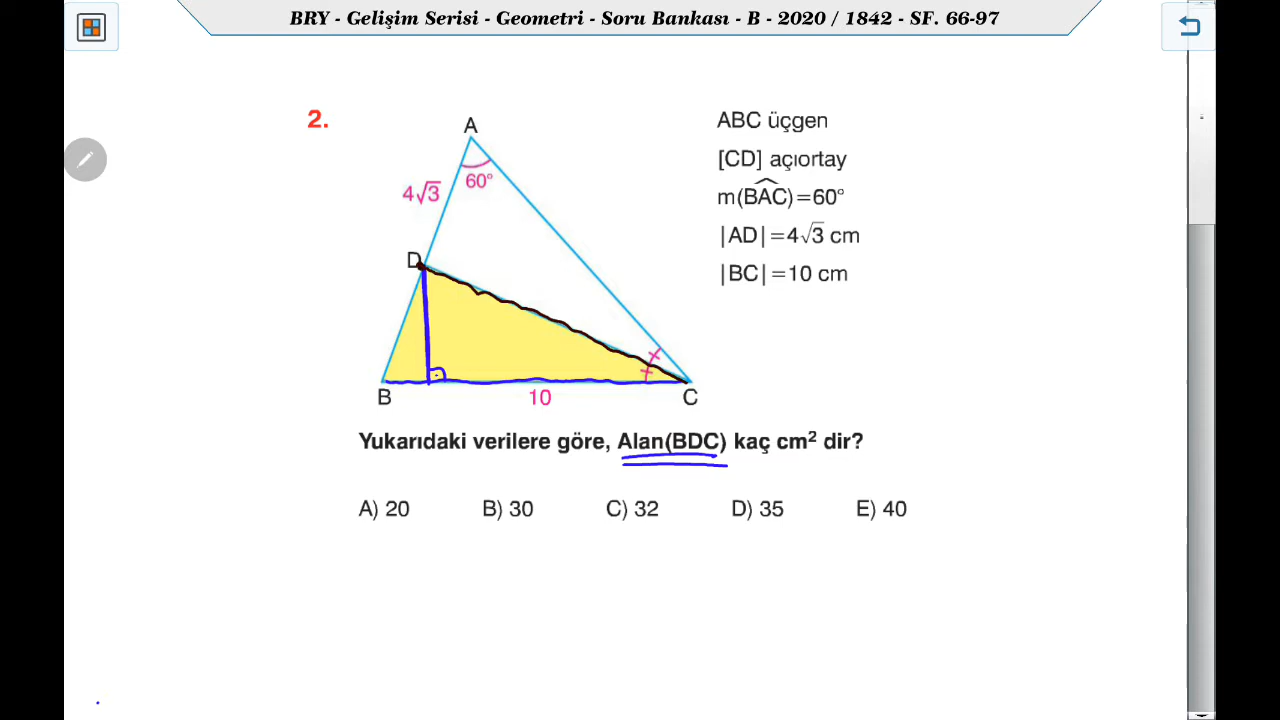 BRY - Gelişim Serisi - Geometri - Soru Bankası - B - 2020 / 1842 - SF. 66-97
2.
A
60°
4√3
D
B
10
C
ABC üçgen
[CD] açıortay
m(BAC)=60°
|AD|=4√3 cm
|BC|=10 cm
Yukarıdaki verilere göre, Alan(BDC) kaç cm² dir?
A) 20 B) 30 C) 32 D) 35 E) 40